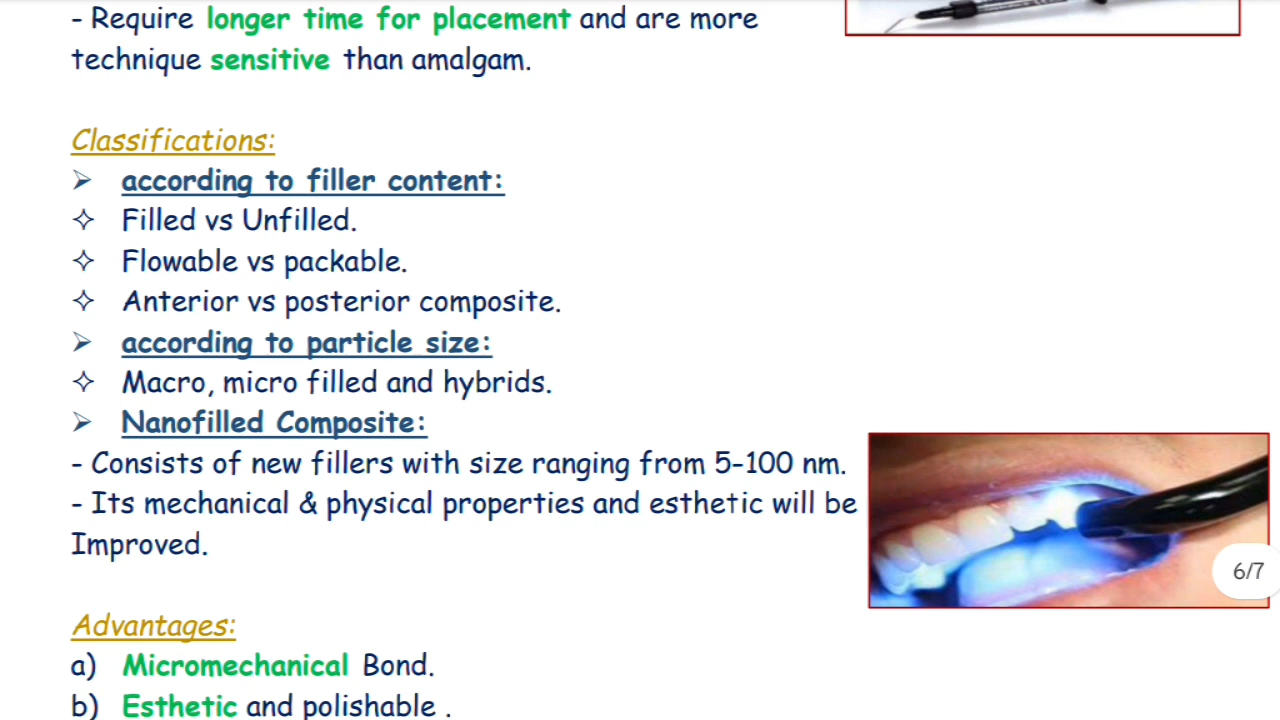 - Require longer time for placement and are more
technique sensitive than amalgam.
Classifications:
➢ according to filler content:
✧ Filled vs Unfilled.
✧ Flowable vs packable.
✧ Anterior vs posterior composite.
➢ according to particle size:
✧ Macro, micro filled and hybrids.
➢ Nanofilled Composite:
- Consists of new fillers with size ranging from 5-100 nm.
- Its mechanical & physical properties and esthetic will be
Improved.
6/7
Advantages:
a) Micromechanical Bond.
b) Esthetic and polishable .